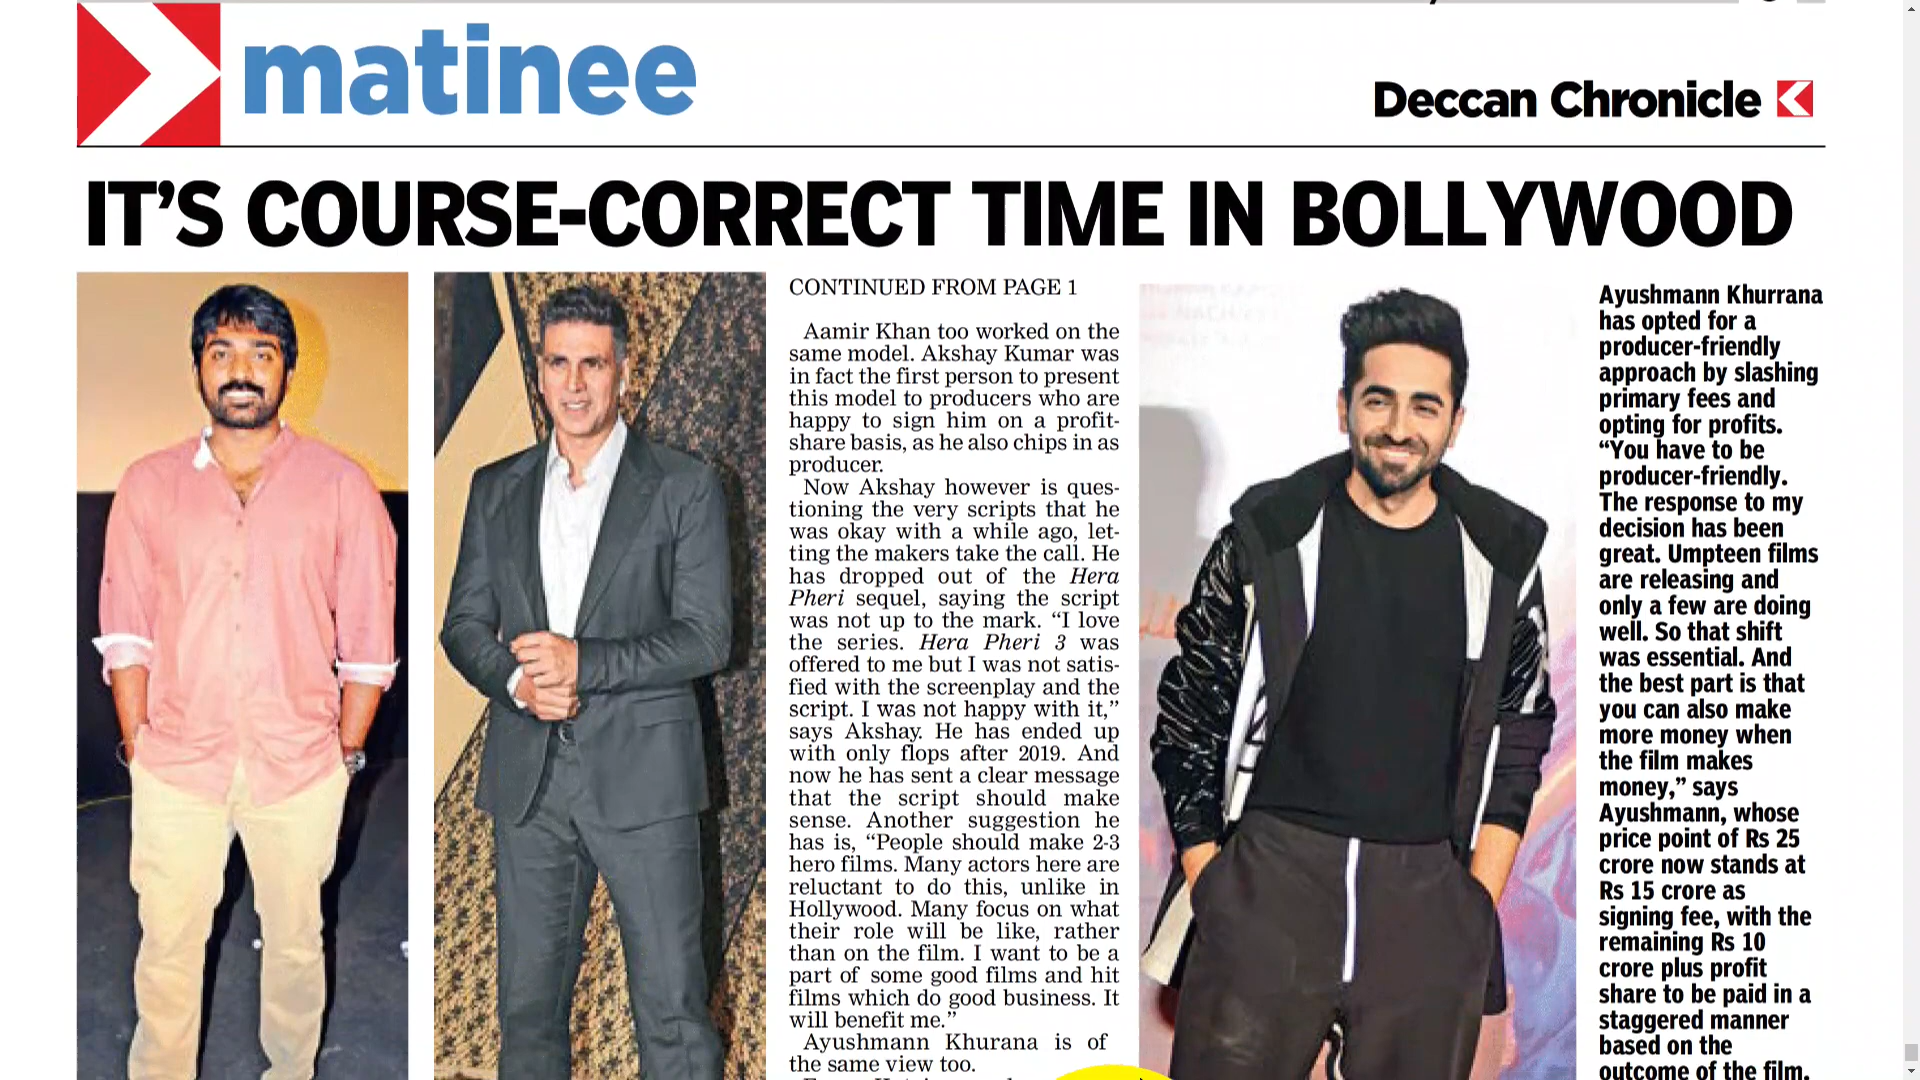 matinee
Deccan Chronicle
IT'S COURSE-CORRECT TIME IN BOLLYWOOD
CONTINUED FROM PAGE 1
Aamir Khan too worked on the
same model. Akshay Kumar was
in fact the first person to present
this model to producers who are
happy to sign him on a profit-
share basis, as he also chips in as
producer.
Now Akshay however is ques-
tioning the very scripts that he
was okay with a while ago, let-
ting the makers take the call. He
has dropped out of the Hera
Pheri sequel, saying the script
was not up to the mark. “I love
the series. Hera Pheri 3 was
offered to me but I was not satis-
fied with the screenplay and the
script. I was not happy with it,”
says Akshay. He has ended up
with only flops after 2019. And
now he has sent a clear message
that the script should make
sense. Another suggestion he
has is, “People should make 2-3
hero films. Many actors here are
reluctant to do this, unlike in
Hollywood. Many focus on what
their role will be like, rather
than on the film. I want to be a
part of some good films and hit
films which do good business. It
will benefit me.”
Ayushmann Khurana is of
the same view too.
Ayushmann Khurrana
has opted for a
producer-friendly
approach by slashing
primary fees and
opting for profits.
“You have to be
producer-friendly.
The response to my
decision has been
great. Umpteen films
are releasing and
only a few are doing
well. So that shift
was essential. And
the best part is that
you can also make
more money when
the film makes
money,” says
Ayushmann, whose
price point of Rs 25
crore now stands at
Rs 15 crore as
signing fee, with the
remaining Rs 10
crore plus profit
share to be paid in a
staggered manner
based on the
outcome of the film.